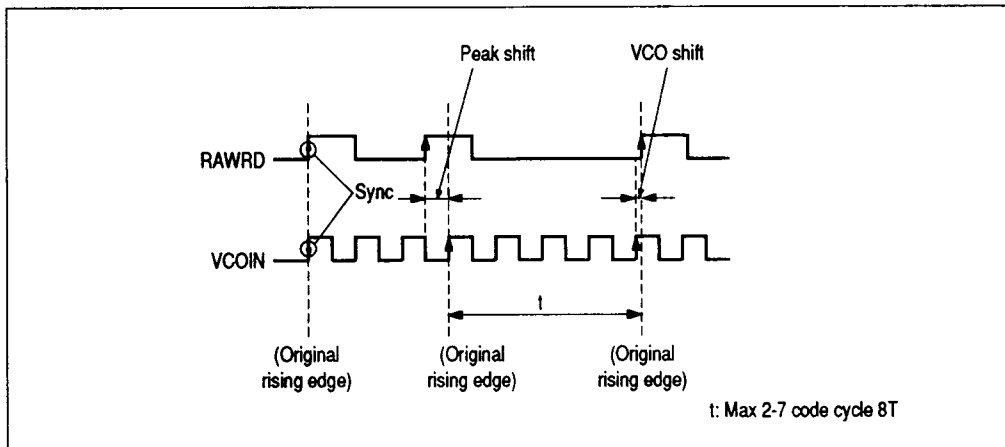 Peak shift
VCO shift
RAWRD
Sync
VCOIN
t
(Original
rising edge)
(Original
rising edge)
(Original
rising edge)
t: Max 2-7 code cycle 8T